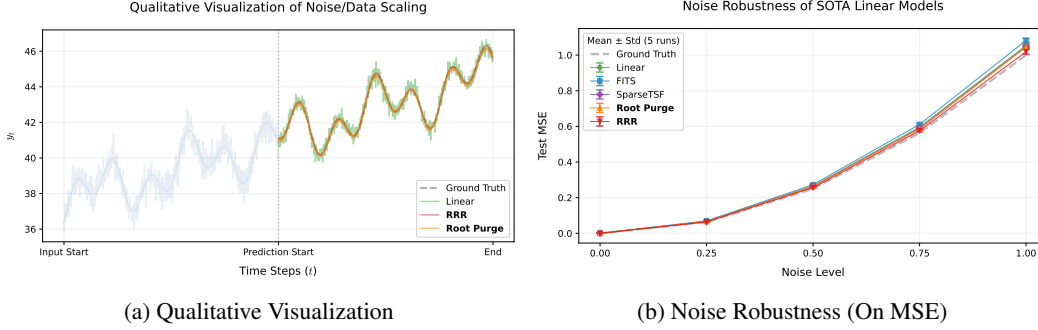 Qualitative Visualization of Noise/Data Scaling
46
44
42
40
38
36
yₜ
Ground Truth
Linear
RRR
Root Purge
Input Start
Prediction Start
End
Time Steps (t)
(a) Qualitative Visualization
Noise Robustness of SOTA Linear Models
1.0
0.8
0.6
0.4
0.2
0.0
Test MSE
Mean ± Std (5 runs)
Ground Truth
Linear
FITS
SparseTSF
Root Purge
RRR
0.00
0.25
0.50
0.75
1.00
Noise Level
(b) Noise Robustness (On MSE)